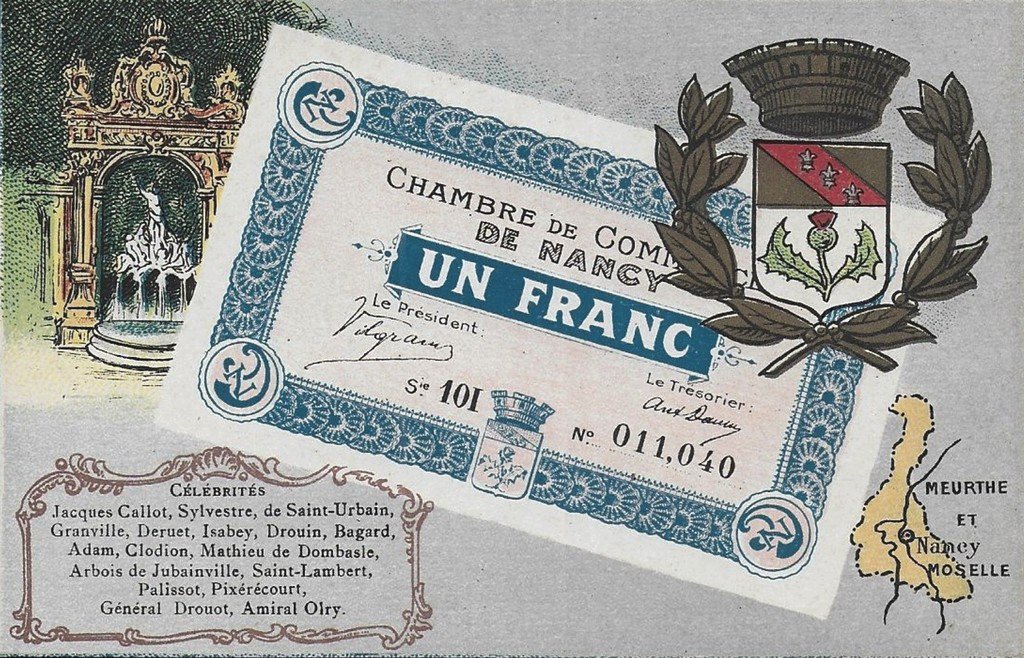 CHAMBRE DE COMM
DE NANCY
UN FRANC
Le Président:
Sie 101
Le Trésorier:
No 011,040
CÉLÉBRITÉS
Jacques Callot, Sylvestre, de Saint-Urbain,
Granville, Deruet, Isabey, Drouin, Bagard,
Adam, Clodion, Mathieu de Dombasle,
Arbois de Jubainville, Saint-Lambert,
Palissot, Pixérécourt,
Général Drouot, Amiral Olry.
MEURTHE
ET
Nancy
MOSELLE